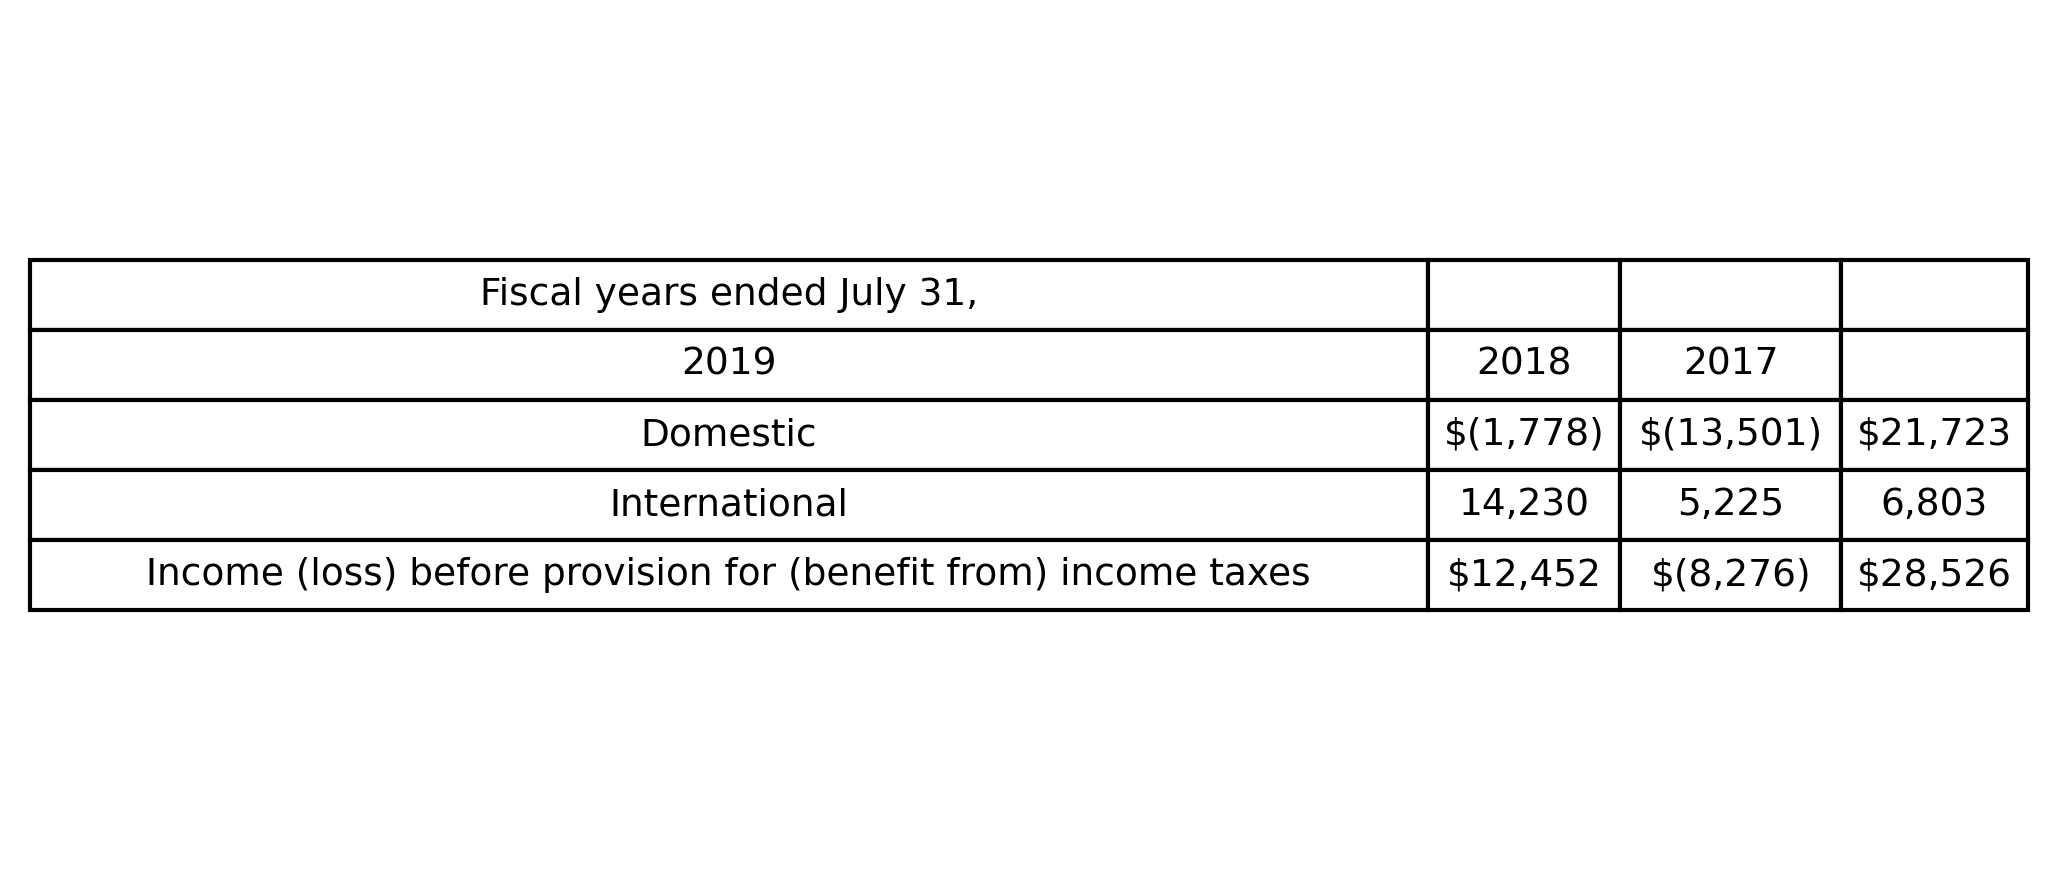 Fiscal years ended July 31,
2019 2018 2017
Domestic $(1,778) $(13,501) $21,723
International 14,230 5,225 6,803
Income (loss) before provision for (benefit from) income taxes $12,452 $(8,276) $28,526